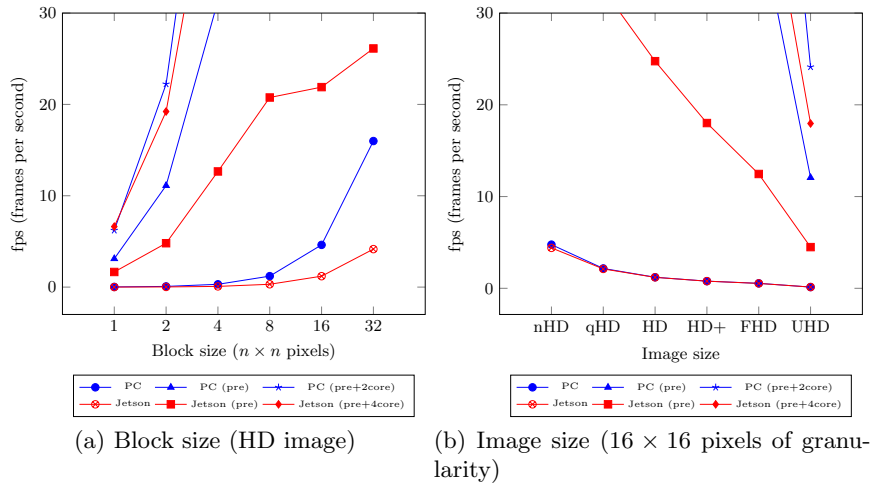 30
20
10
0
fps (frames per second)
1 2 4 8 16 32
Block size (n × n pixels)
PC PC (pre) PC (pre+2core)
Jetson Jetson (pre) Jetson (pre+4core)
(a) Block size (HD image)
30
20
10
0
fps (frames per second)
nHD qHD HD HD+ FHD UHD
Image size
PC PC (pre) PC (pre+2core)
Jetson Jetson (pre) Jetson (pre+4core)
(b) Image size (16 × 16 pixels of granu-
larity)